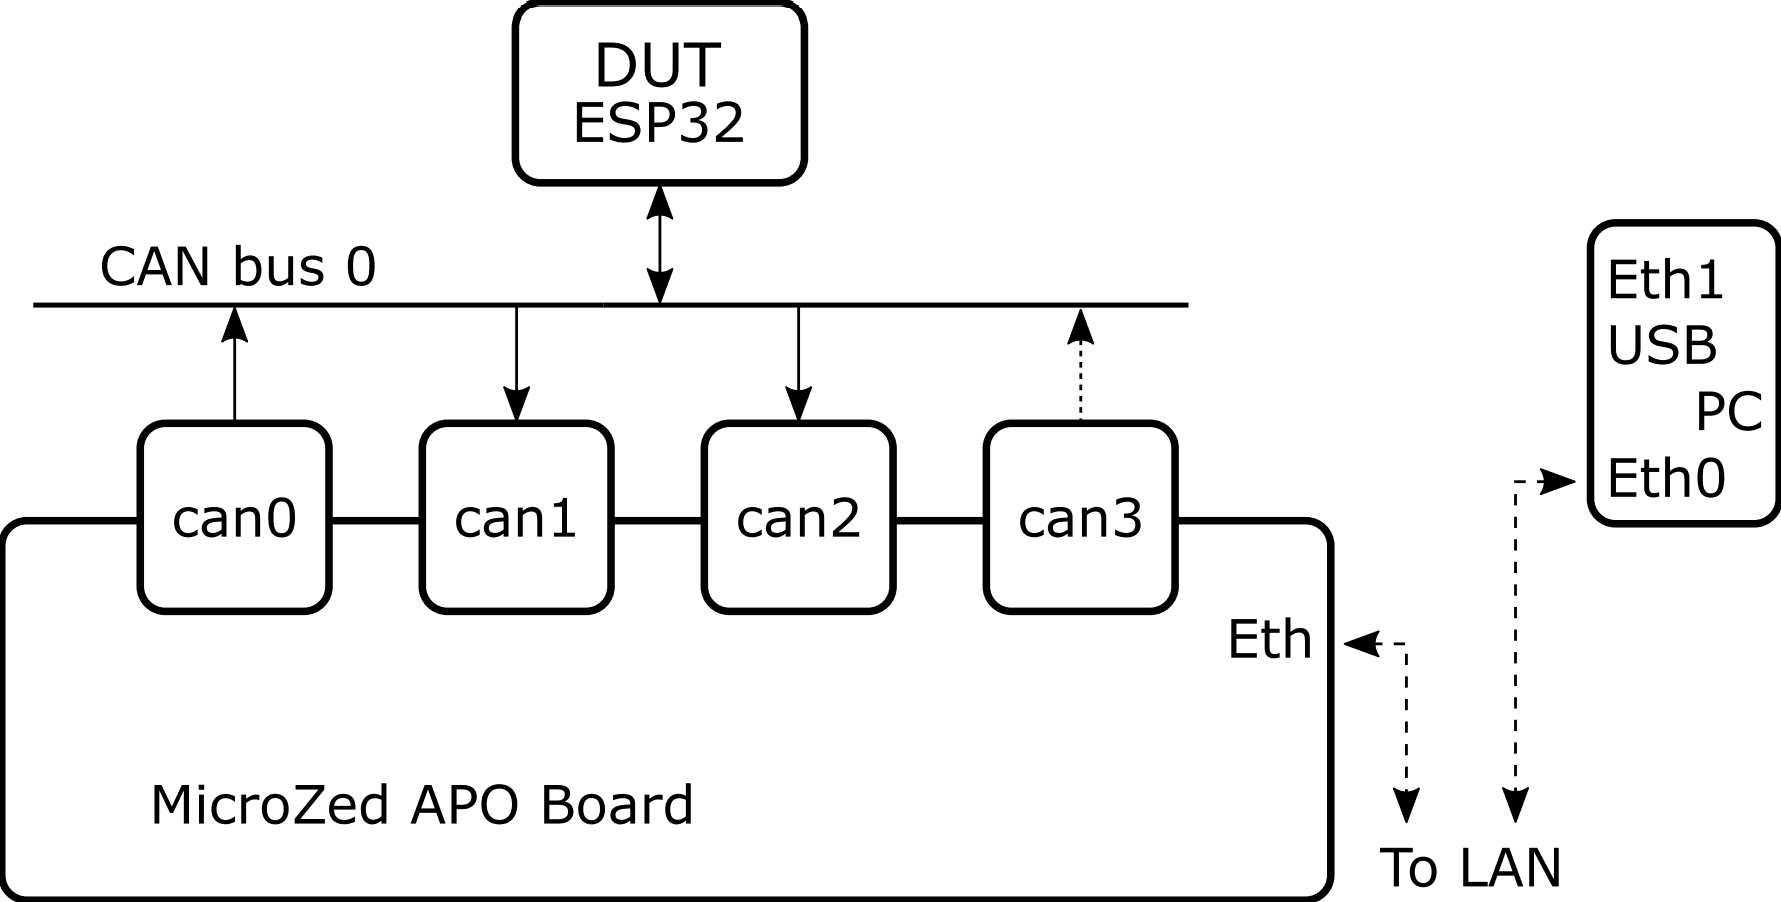 DUT
ESP32
CAN bus 0
Eth1
USB
PC
Eth0
can0
can1
can2
can3
Eth
MicroZed APO Board
To LAN